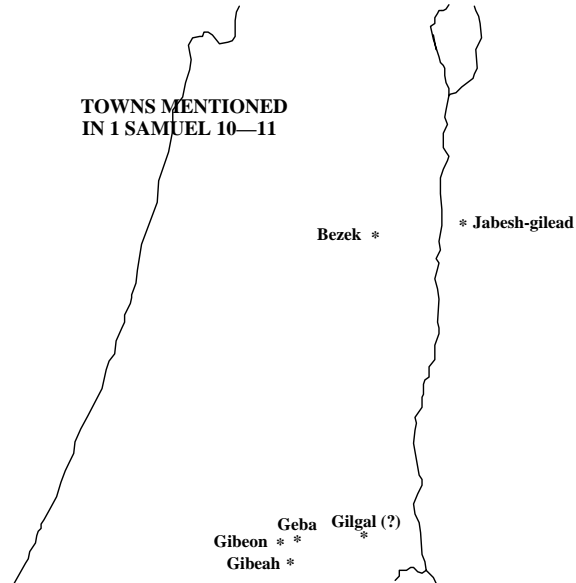 TOWNS MENTIONED
IN 1 SAMUEL 10—11
* Jabesh-gilead
Bezek *
Geba
*
Gilgal (?)
*
Gibeon *
Gibeah *